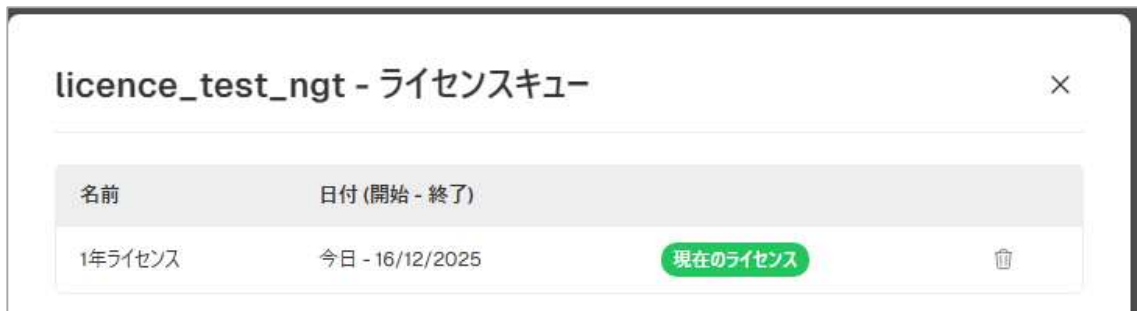 licence_test_ngt - ライセンスキュー
名前 日付 (開始 - 終了)
1年ライセンス 今日 - 16/12/2025 現在のライセンス